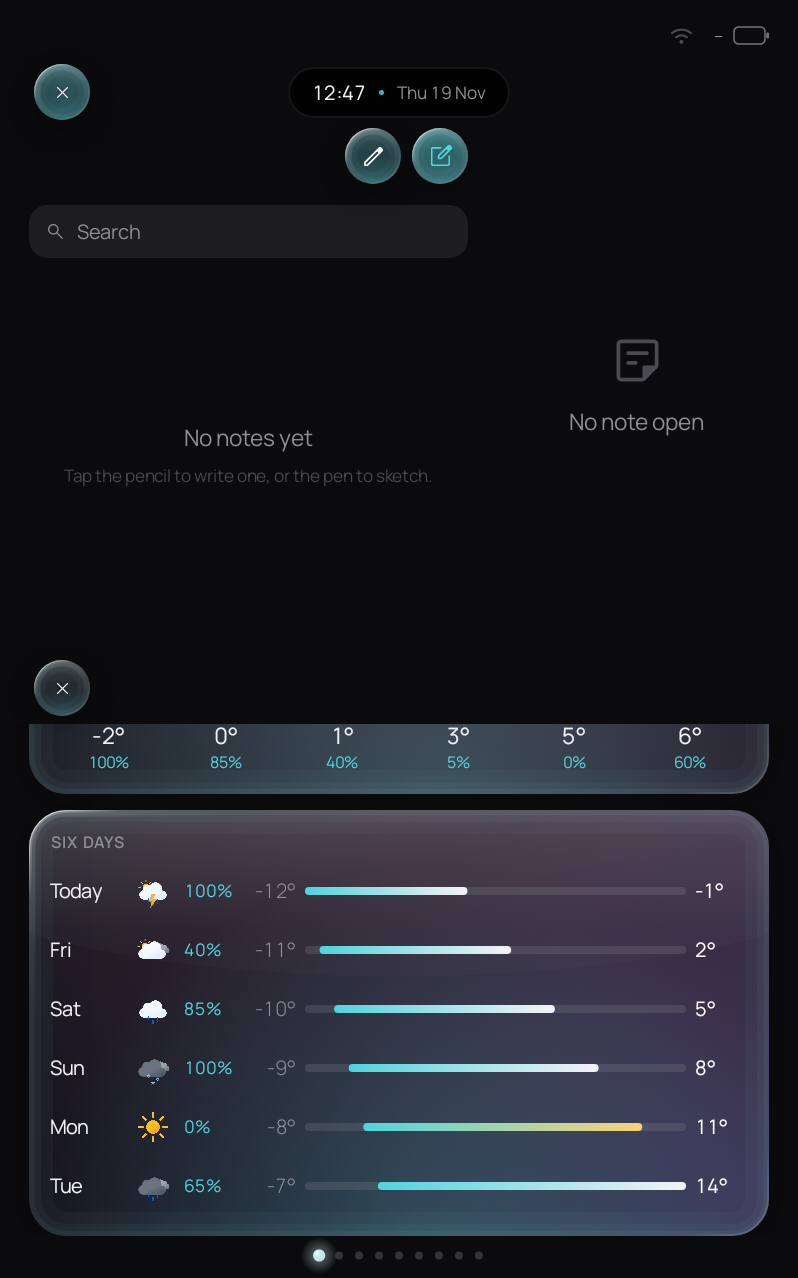 –
12:47 • Thu 19 Nov
Search
No note open
No notes yet
Tap the pencil to write one, or the pen to sketch.
-2° 0° 1° 3° 5° 6°
100% 85% 40% 5% 0% 60%
SIX DAYS
Today 100% -12° -1°
Fri 40% -11° 2°
Sat 85% -10° 5°
Sun 100% -9° 8°
Mon 0% -8° 11°
Tue 65% -7° 14°